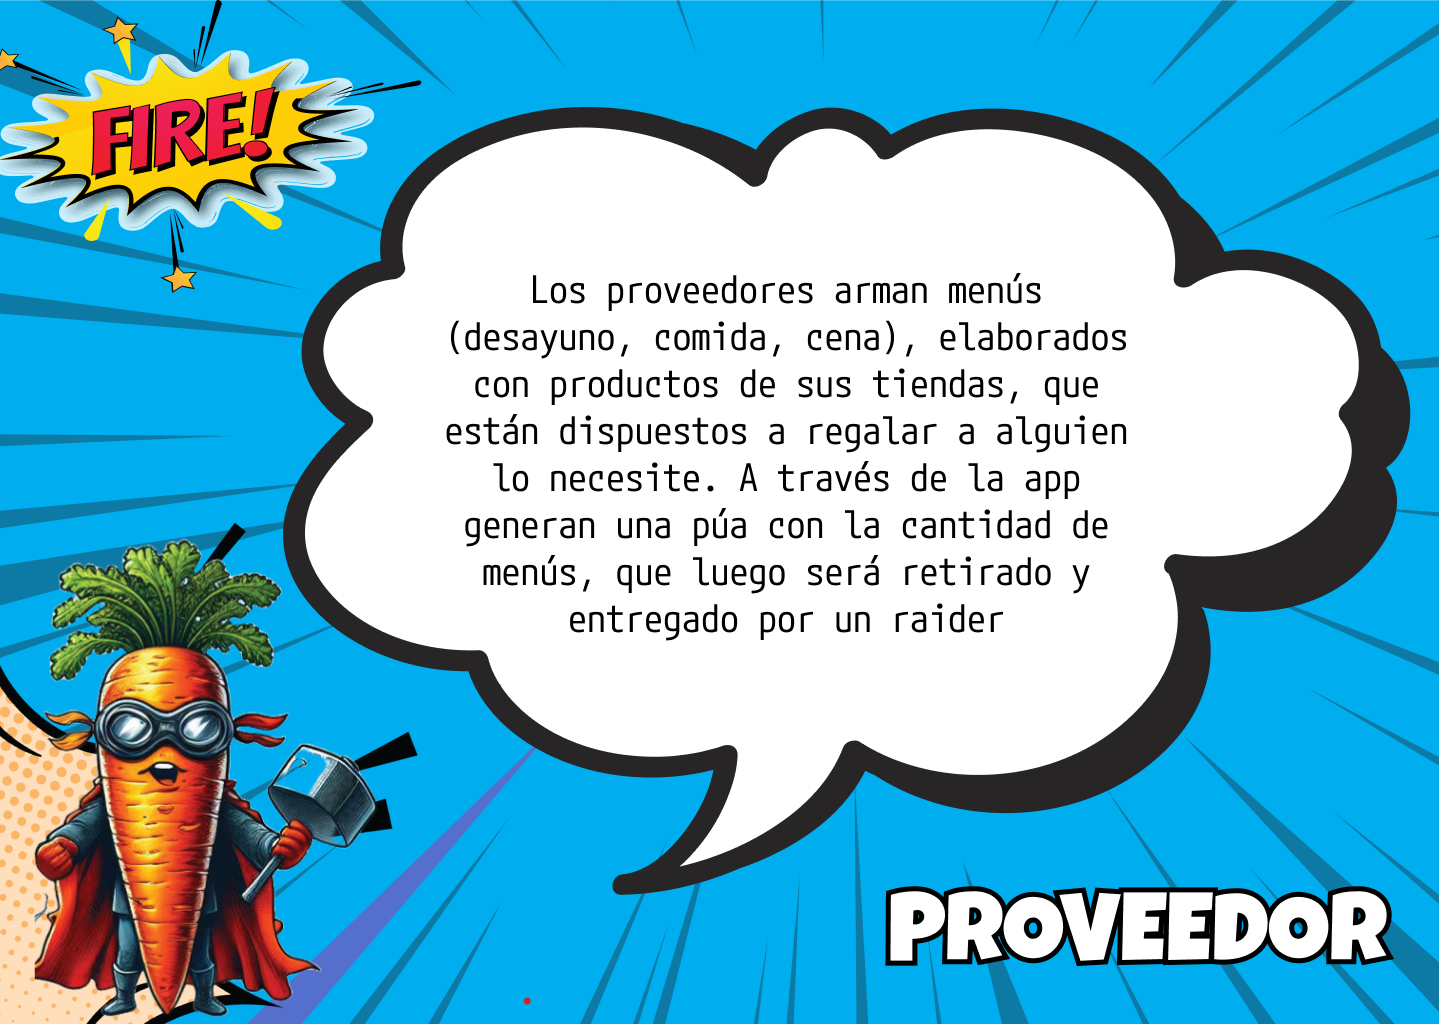 FIRE!
Los proveedores arman menús
(desayuno, comida, cena), elaborados
con productos de sus tiendas, que
están dispuestos a regalar a alguien
lo necesite. A través de la app
generan una púa con la cantidad de
menús, que luego será retirado y
entregado por un raider
PROVEEDOR